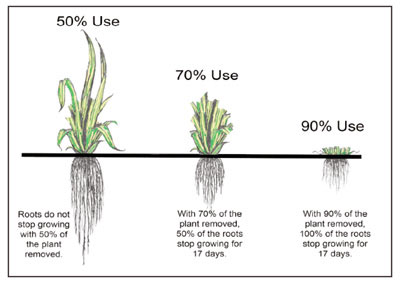 50% Use
70% Use
90% Use
Roots do not
stop growing
with 50% of
the plant
removed.
With 70% of the
plant removed,
50% of the roots
stop growing for
17 days.
With 90% of the
plant removed,
100% of the roots
stop growing for
17 days.